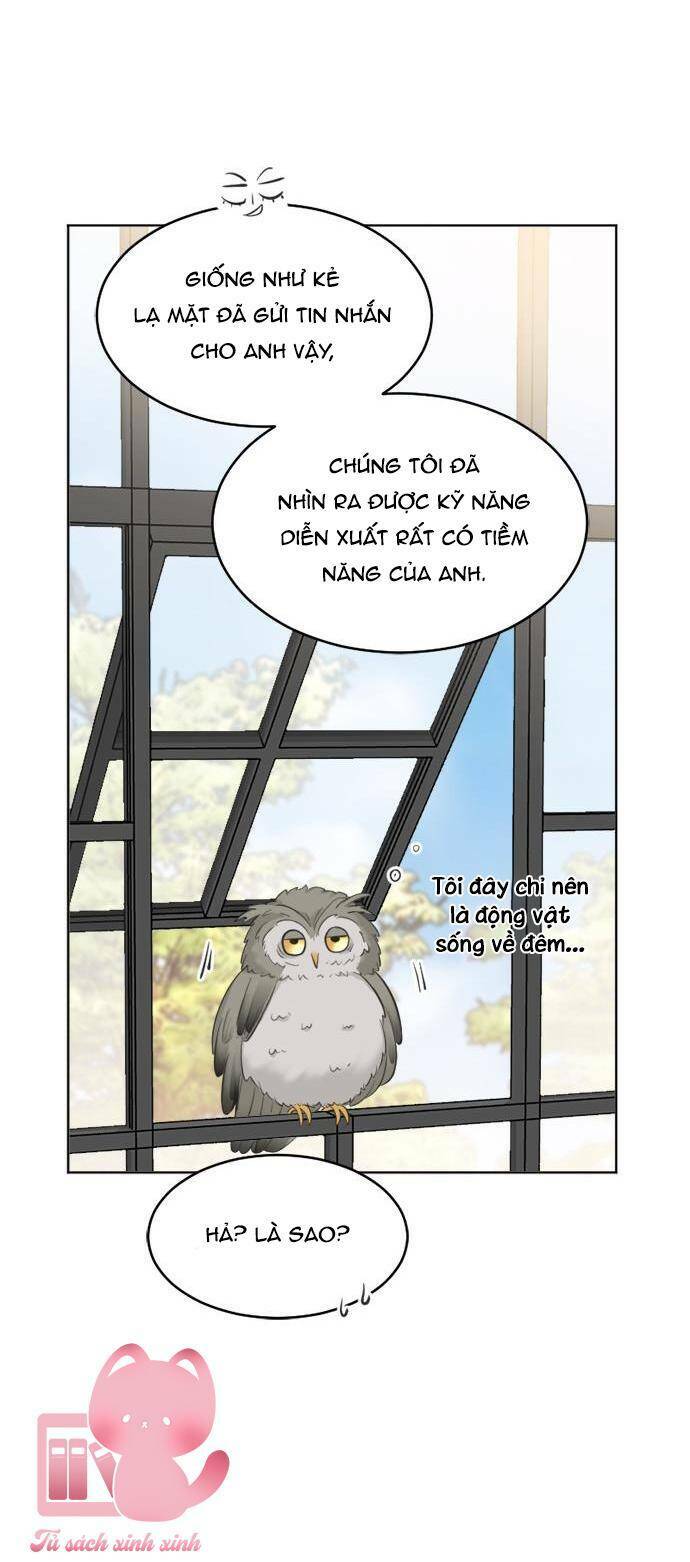 GIỐNG NHƯ KẺ
LẠ MẶT ĐÃ GỬI TIN NHẮN
CHO ANH VẬY,
CHÚNG TÔI ĐÃ
NHÌN RA ĐƯỢC KỸ NĂNG
DIỄN XUẤT RẤT CÓ TIỀM
NĂNG CỦA ANH.
Tôi đây chỉ nên
là động vật
sống về đêm...
HẢ? LÀ SAO?
Tủ sách xinh xinh